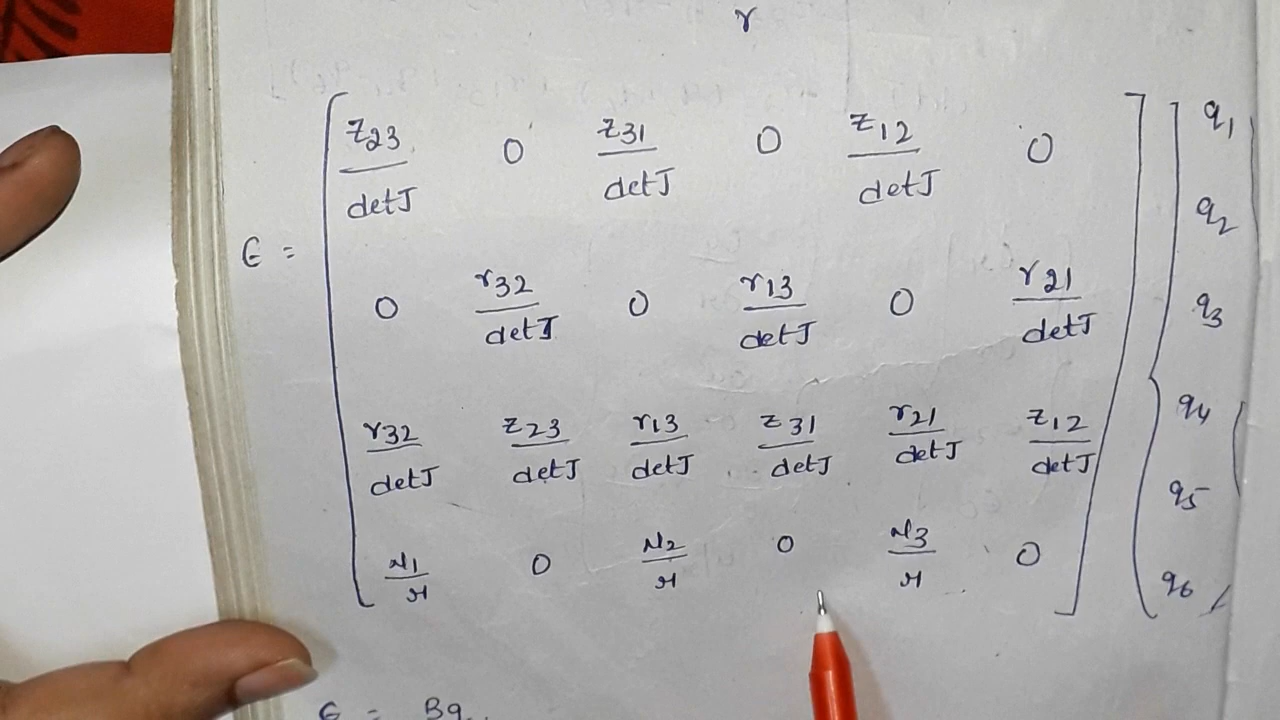 r
z23/detJ 0 z31/detJ 0 z12/detJ 0 q1
q2
ϵ = 0 r32/detJ 0 r13/detJ 0 r21/detJ q3
r32/detJ z23/detJ r13/detJ z31/detJ r21/detJ z12/detJ q4
q5
N1/r 0 N2/r 0 N3/r 0 q6
ϵ = Bq.